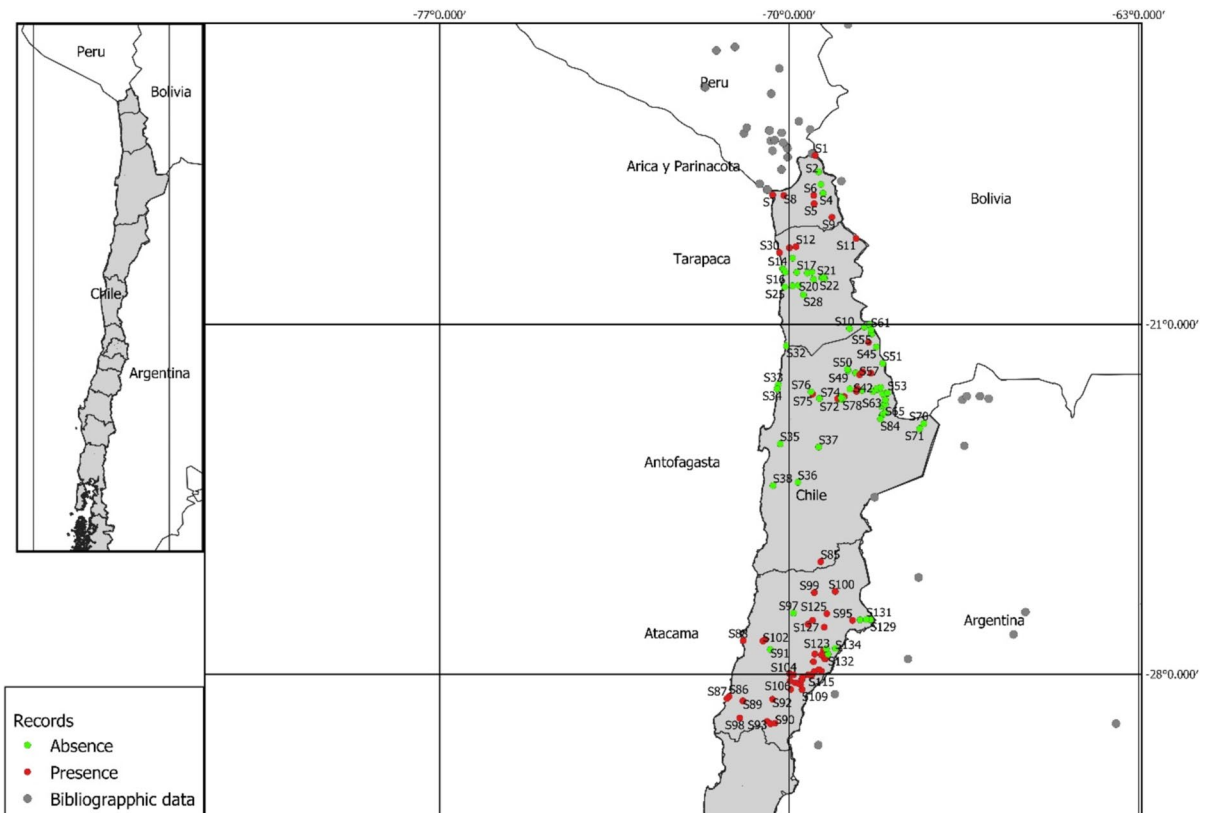 -77°0.000'
-70°0.000'
-63°0.000'
Peru
Bolivia
Chile
Argentina
Peru
Arica y Parinacota
Bolivia
Tarapaca
Antofagasta
Chile
Atacama
Argentina
-21°0.000'
-28°0.000'
S1
S2
S6
S4
S7
S8
S5
S9
S12
S11
S30
S14
S17
S21
S16
S20
S22
S25
S28
S10
S61
S55
S45
S32
S51
S50
S57
S49
S33
S76
S74
S42
S53
S34
S75
S72
S78
S63
S65
S84
S70
S71
S35
S37
S38
S36
S85
S99
S100
S97
S125
S95
S131
S127
S129
S88
S102
S123
S134
S91
S132
S104
S115
S106
S109
S87
S86
S89
S92
S98
S93
S90
Records
Absence
Presence
Bibliograpphic data